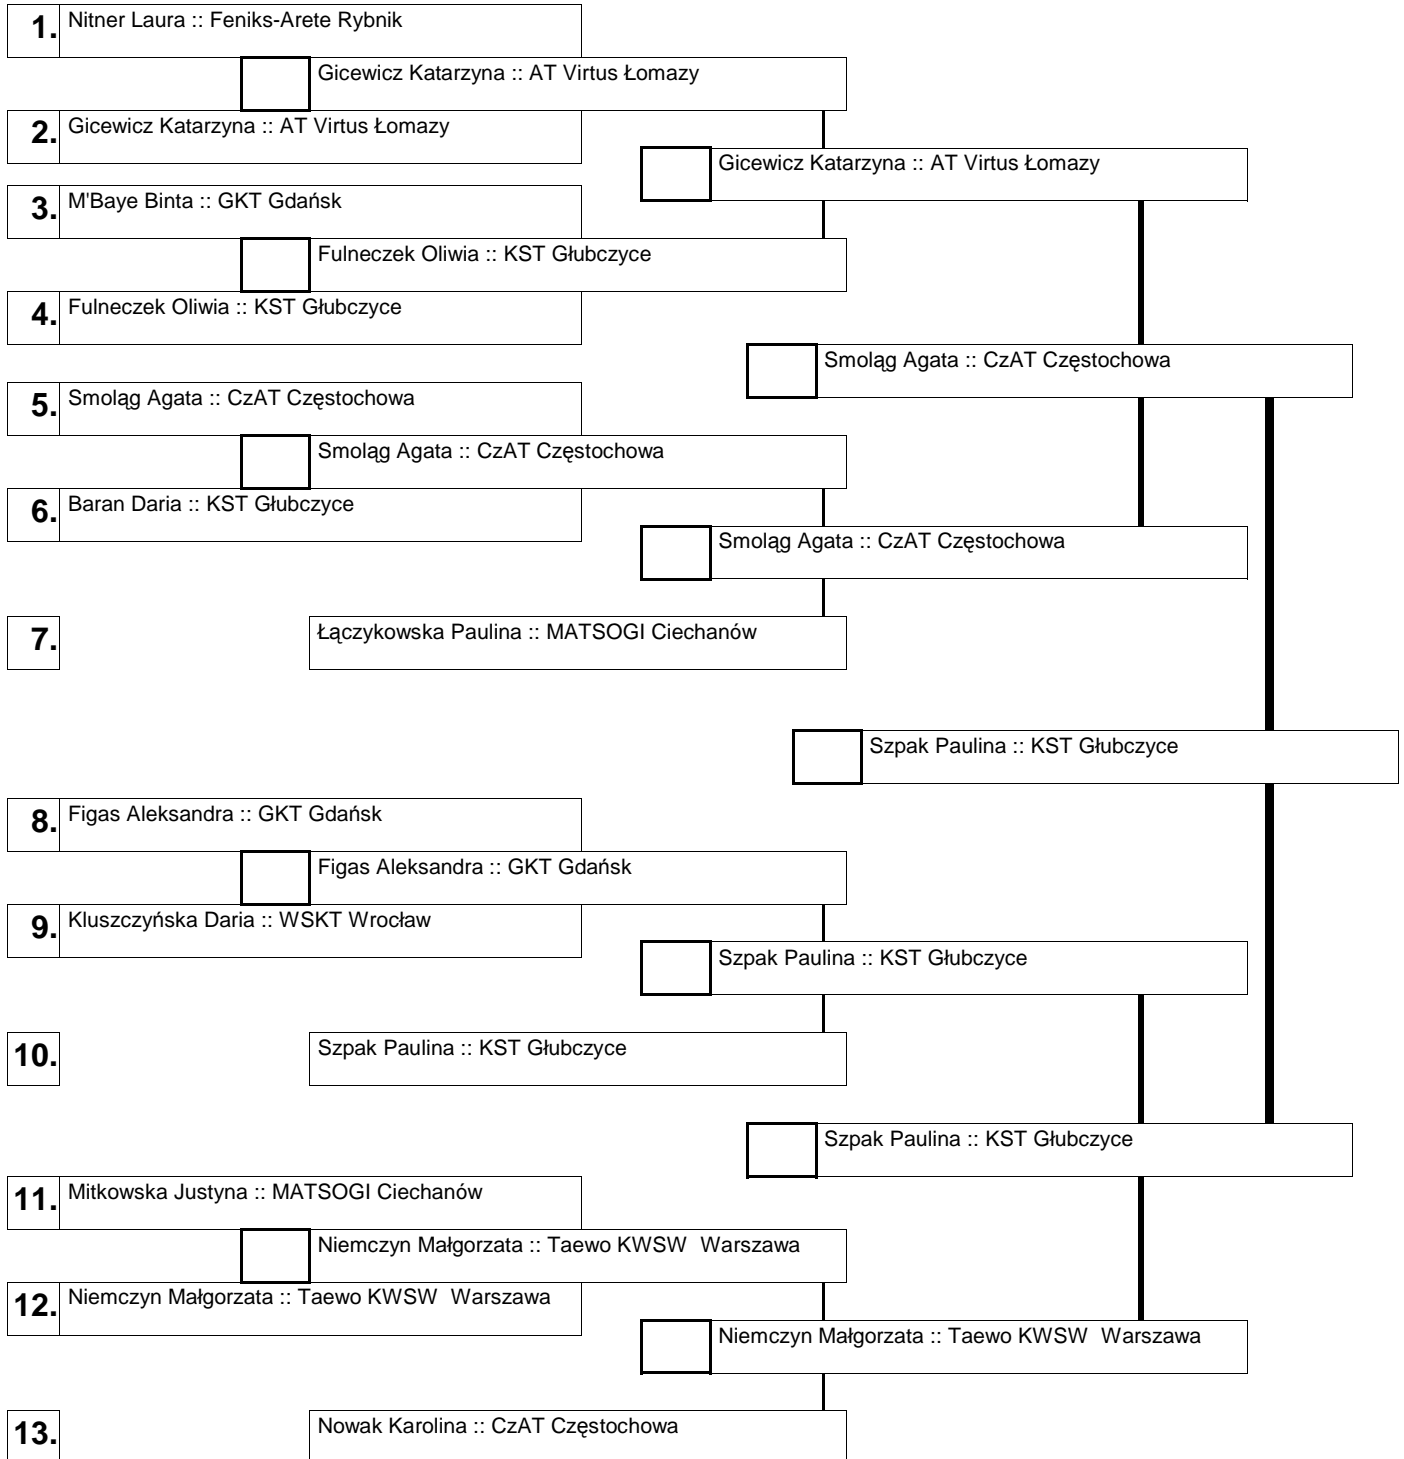 1. Nitner Laura :: Feniks-Arete Rybnik
Gicewicz Katarzyna :: AT Virtus Łomazy
2. Gicewicz Katarzyna :: AT Virtus Łomazy
Gicewicz Katarzyna :: AT Virtus Łomazy
3. M'Baye Binta :: GKT Gdańsk
Fulneczek Oliwia :: KST Głubczyce
4. Fulneczek Oliwia :: KST Głubczyce
Smoląg Agata :: CzAT Częstochowa
5. Smoląg Agata :: CzAT Częstochowa
Smoląg Agata :: CzAT Częstochowa
6. Baran Daria :: KST Głubczyce
Smoląg Agata :: CzAT Częstochowa
7. Łączykowska Paulina :: MATSOGI Ciechanów
Szpak Paulina :: KST Głubczyce
8. Figas Aleksandra :: GKT Gdańsk
Figas Aleksandra :: GKT Gdańsk
9. Kluszczyńska Daria :: WSKT Wrocław
Szpak Paulina :: KST Głubczyce
10. Szpak Paulina :: KST Głubczyce
Szpak Paulina :: KST Głubczyce
11. Mitkowska Justyna :: MATSOGI Ciechanów
Niemczyn Małgorzata :: Taewo KWSW  Warszawa
12. Niemczyn Małgorzata :: Taewo KWSW  Warszawa
Niemczyn Małgorzata :: Taewo KWSW  Warszawa
13. Nowak Karolina :: CzAT Częstochowa